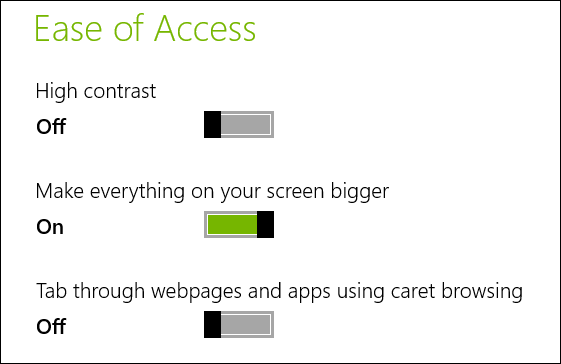 Ease of Access
High contrast
Off
Make everything on your screen bigger
On
Tab through webpages and apps using caret browsing
Off